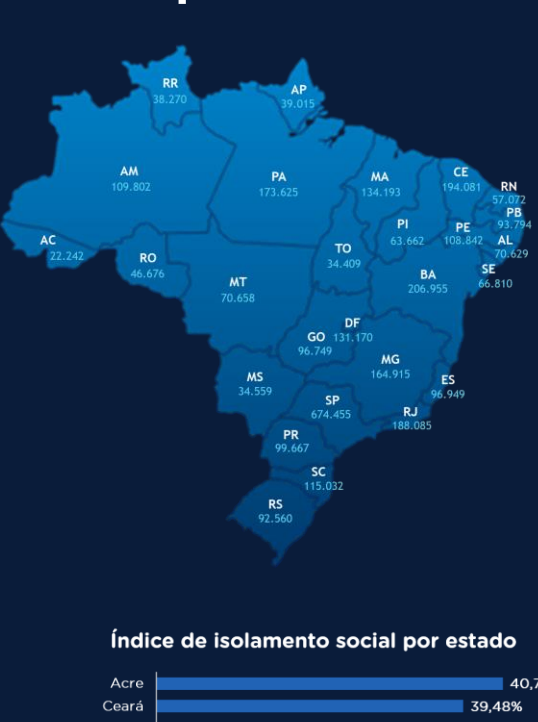 RR
38.270
AP
39.015
AM
109.802
PA
173.625
MA
134.193
CE
194.081
RN
57.072
PB
93.794
PI
63.662
PE
108.842
AL
70.629
AC
22.242
RO
46.676
TO
34.409
SE
66.810
BA
206.955
MT
70.658
DF
131.170
GO
96.749
MG
164.915
ES
96.949
MS
34.559
SP
674.455
RJ
188.085
PR
99.667
SC
115.032
RS
92.560
Índice de isolamento social por estado
Acre 40,7
Ceará 39,48%